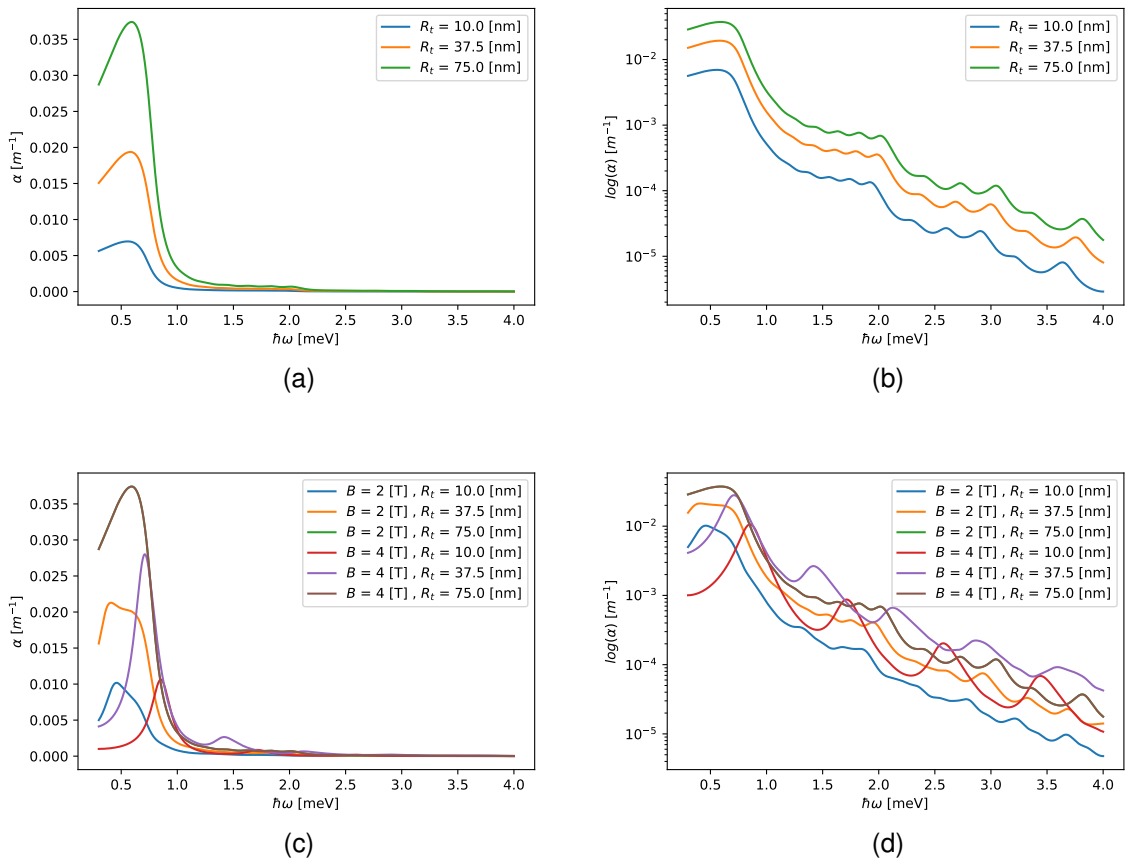 0.035
0.030
0.025
0.020
0.015
0.010
0.005
0.000
α [m⁻¹]
R_t = 10.0 [nm]
R_t = 37.5 [nm]
R_t = 75.0 [nm]
0.5 1.0 1.5 2.0 2.5 3.0 3.5 4.0
ħω [meV]
(a)
10⁻²
10⁻³
10⁻⁴
10⁻⁵
log(α) [m⁻¹]
R_t = 10.0 [nm]
R_t = 37.5 [nm]
R_t = 75.0 [nm]
0.5 1.0 1.5 2.0 2.5 3.0 3.5 4.0
ħω [meV]
(b)
0.035
0.030
0.025
0.020
0.015
0.010
0.005
0.000
α [m⁻¹]
B = 2 [T] , R_t = 10.0 [nm]
B = 2 [T] , R_t = 37.5 [nm]
B = 2 [T] , R_t = 75.0 [nm]
B = 4 [T] , R_t = 10.0 [nm]
B = 4 [T] , R_t = 37.5 [nm]
B = 4 [T] , R_t = 75.0 [nm]
0.5 1.0 1.5 2.0 2.5 3.0 3.5 4.0
ħω [meV]
(c)
10⁻²
10⁻³
10⁻⁴
10⁻⁵
log(α) [m⁻¹]
B = 2 [T] , R_t = 10.0 [nm]
B = 2 [T] , R_t = 37.5 [nm]
B = 2 [T] , R_t = 75.0 [nm]
B = 4 [T] , R_t = 10.0 [nm]
B = 4 [T] , R_t = 37.5 [nm]
B = 4 [T] , R_t = 75.0 [nm]
0.5 1.0 1.5 2.0 2.5 3.0 3.5 4.0
ħω [meV]
(d)